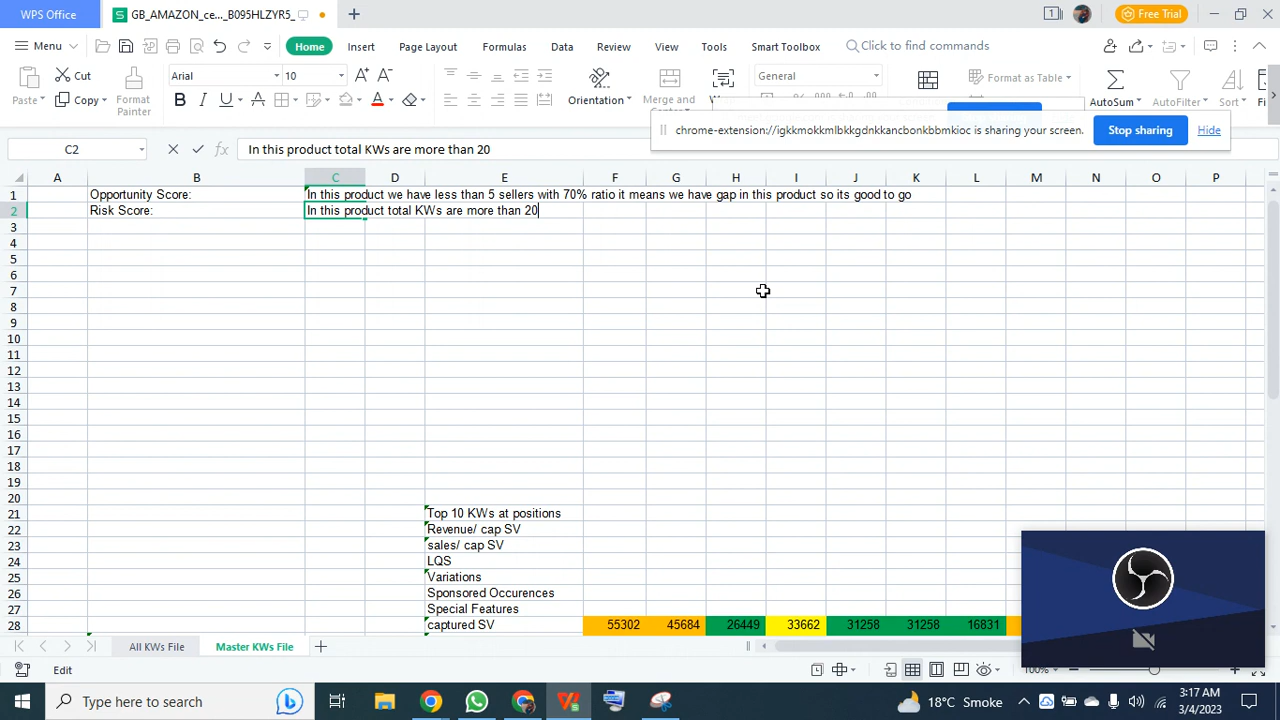 WPS Office
GB_AMAZON_ce..._B095HLZYR5_
Free Trial
Menu
Home
Insert
Page Layout
Formulas
Data
Review
View
Tools
Smart Toolbox
Click to find commands
Cut
Paste
Copy
Format Painter
Arial
10
Orientation
Merge and
General
Format as Table
AutoSum
AutoFilter
Sort
chrome-extension://igkkmokkmlbkkgdnkkancbonkbbmkioc is sharing your screen.
Stop sharing
Hide
C2
In this product total KWs are more than 20
A B C D E F G H I J K L M N O P
1 Opportunity Score: In this product we have less than 5 sellers with 70% ratio it means we have gap in this product so its good to go
2 Risk Score: In this product total KWs are more than 20
3
4
5
6
7
8
9
10
11
12
13
14
15
16
17
18
19
20
21 Top 10 KWs at positions
22 Revenue/ cap SV
23 sales/ cap SV
24 LQS
25 Variations
26 Sponsored Occurences
27 Special Features
28 captured SV 55302 45684 26449 33662 31258 31258 16831
All KWs File
Master KWs File
Edit
100%
Type here to search
18°C Smoke
3:17 AM
3/4/2023